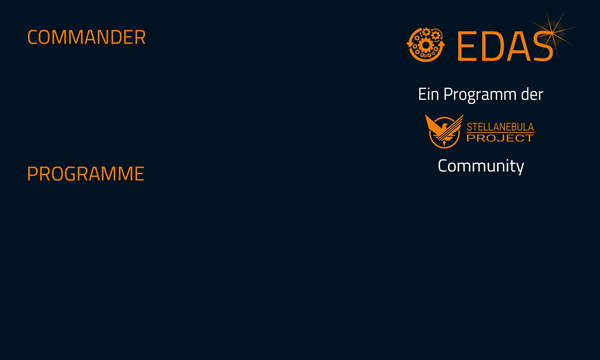 COMMANDER
EDAS
Ein Programm der
STELLANEBULA
PROJECT
Community
PROGRAMME